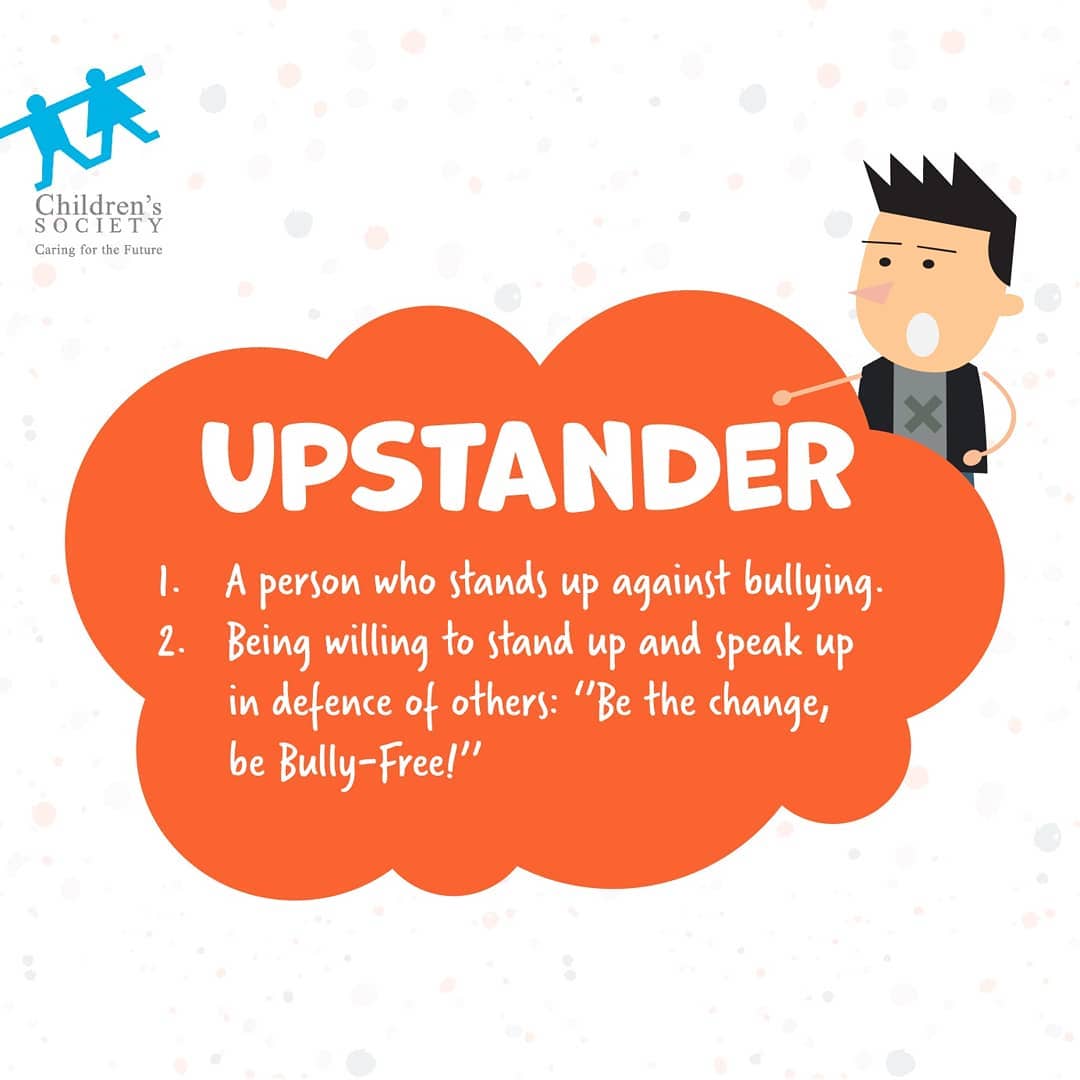 Children's
SOCIETY
Caring for the Future
UPSTANDER
1. A person who stands up against bullying.
2. Being willing to stand up and speak up
in defence of others: "Be the change,
be Bully-Free!"